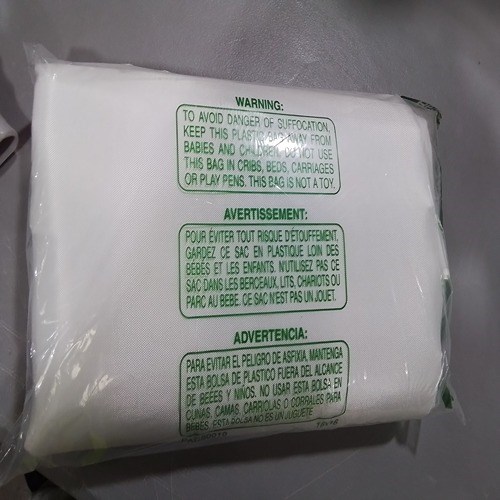 WARNING:
TO AVOID DANGER OF SUFFOCATION,
KEEP THIS PLASTIC BAG AWAY FROM
BABIES AND CHILDREN. DO NOT USE
THIS BAG IN CRIBS, BEDS, CARRIAGES
OR PLAY PENS. THIS BAG IS NOT A TOY.
AVERTISSEMENT:
POUR ÉVITER TOUT RISQUE D'ÉTOUFFEMENT,
GARDEZ CE SAC EN PLASTIQUE LOIN DES
BÉBÉS ET LES ENFANTS. N'UTILISEZ PAS CE
SAC DANS LES BERCEAUX, LITS, CHARIOTS OU
PARC AU BEBE. CE SAC N'EST PAS UN JOUET.
ADVERTENCIA:
PARA EVITAR EL PELIGRO DE ASFIXIA, MANTENGA
ESTA BOLSA DE PLASTICO FUERA DEL ALCANCE
DE BEBES Y NIÑOS. NO USAR ESTA BOLSA EN
CUNAS, CAMAS, CARRIOLAS O CORRALES PARA
BEBES. ESTA BOLSA NO ES UN JUGUETE